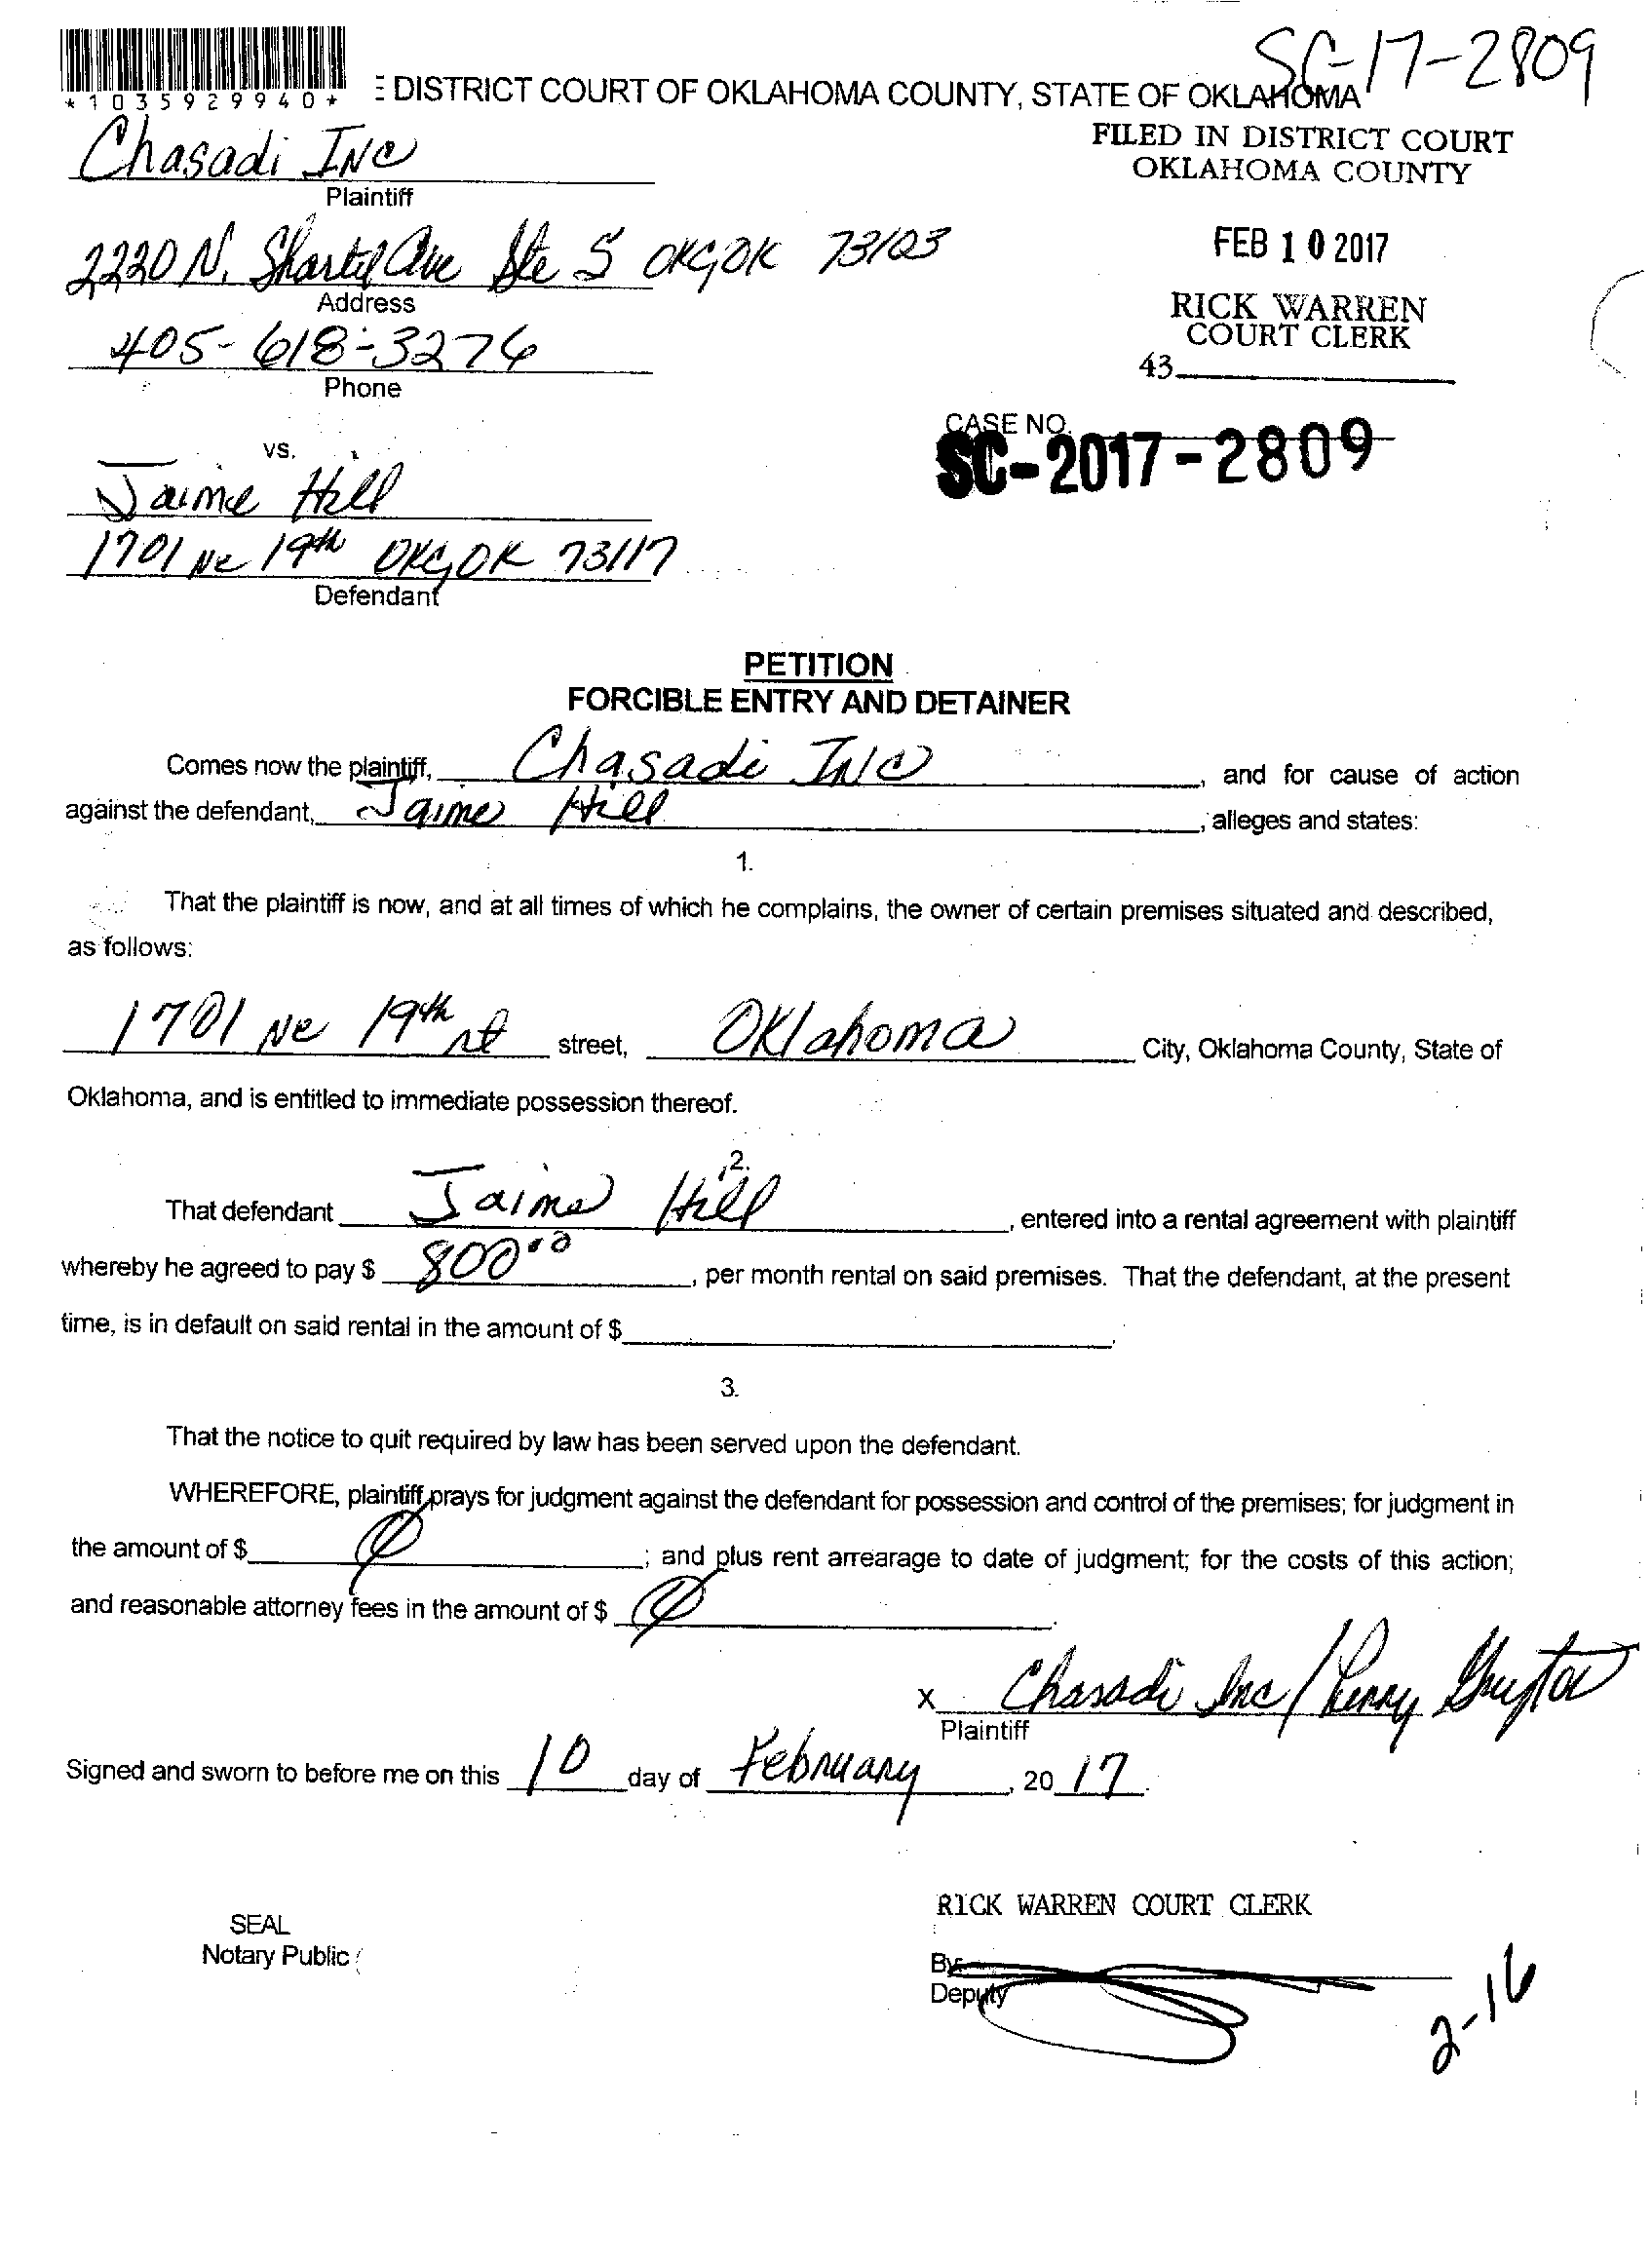 SC-17-2809
*1035929940*
E DISTRICT COURT OF OKLAHOMA COUNTY, STATE OF OKLAHOMA
FILED IN DISTRICT COURT
OKLAHOMA COUNTY
Chasadi INC
Plaintiff
2220 N. Shartel Ave Ste S OKC, OK 73103
Address
FEB 10 2017
405-618-3276
Phone
RICK WARREN
COURT CLERK
43
vs.
CASE NO.
SC-2017-2809
Jaime Hill
1701 Ne 19th OKC, OK 73117
Defendant
PETITION
FORCIBLE ENTRY AND DETAINER
Comes now the plaintiff, Chasadi INC, and for cause of action
against the defendant, Jaime Hill, alleges and states:
1.
That the plaintiff is now, and at all times of which he complains, the owner of certain premises situated and described,
as follows:
1701 Ne 19th st street, Oklahoma City, Oklahoma County, State of
Oklahoma, and is entitled to immediate possession thereof.
2.
That defendant Jaime Hill, entered into a rental agreement with plaintiff
whereby he agreed to pay $ 800.00, per month rental on said premises. That the defendant, at the present
time, is in default on said rental in the amount of $ .
3.
That the notice to quit required by law has been served upon the defendant.
WHEREFORE, plaintiff prays for judgment against the defendant for possession and control of the premises; for judgment in
the amount of $ 0; and plus rent arrearage to date of judgment; for the costs of this action;
and reasonable attorney fees in the amount of $ 0.
x Chasadi Inc /
Plaintiff
Signed and sworn to before me on this 10 day of February, 20 17.
RICK WARREN COURT CLERK
SEAL
Notary Public
By
Deputy
2-16